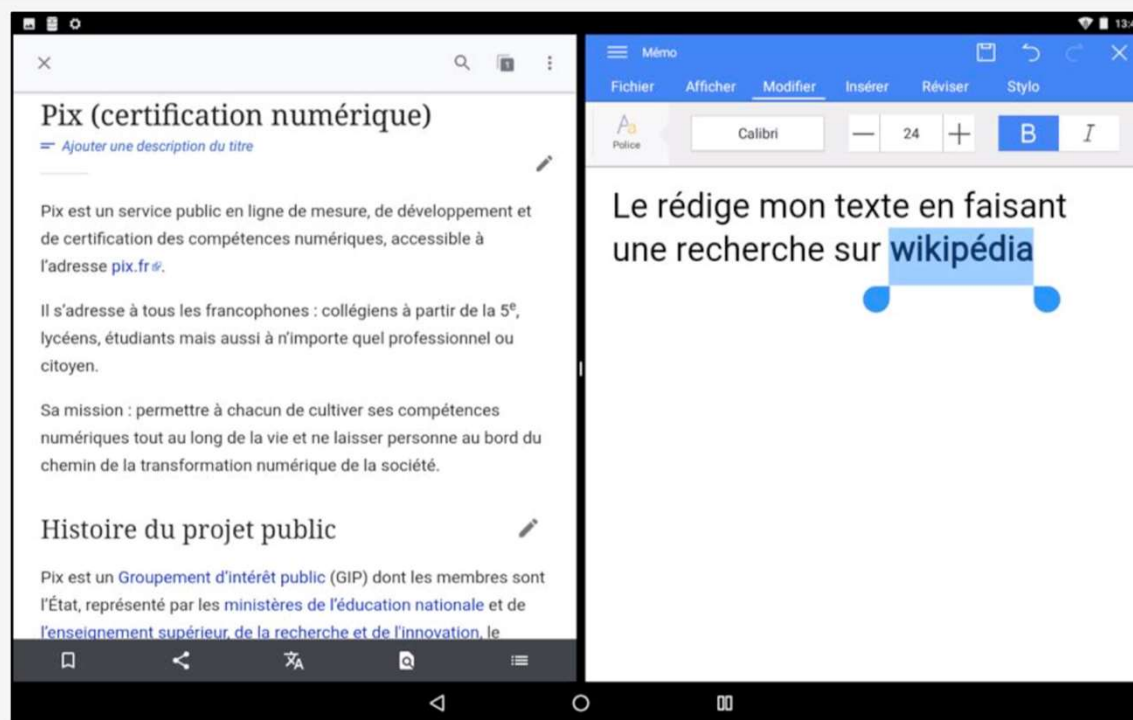 13:4
1
Pix (certification numérique)
Ajouter une description du titre
Pix est un service public en ligne de mesure, de développement et
de certification des compétences numériques, accessible à
l'adresse pix.fr.
Il s'adresse à tous les francophones : collégiens à partir de la 5e,
lycéens, étudiants mais aussi à n'importe quel professionnel ou
citoyen.
Sa mission : permettre à chacun de cultiver ses compétences
numériques tout au long de la vie et ne laisser personne au bord du
chemin de la transformation numérique de la société.
Histoire du projet public
Pix est un Groupement d'intérêt public (GIP) dont les membres sont
l'État, représenté par les ministères de l'éducation nationale et de
l'enseignement supérieur, de la recherche et de l'innovation, le
Mémo
Fichier Afficher Modifier Insérer Réviser Stylo
Aa
Police
Calibri
24
B I
Le rédige mon texte en faisant
une recherche sur wikipédia